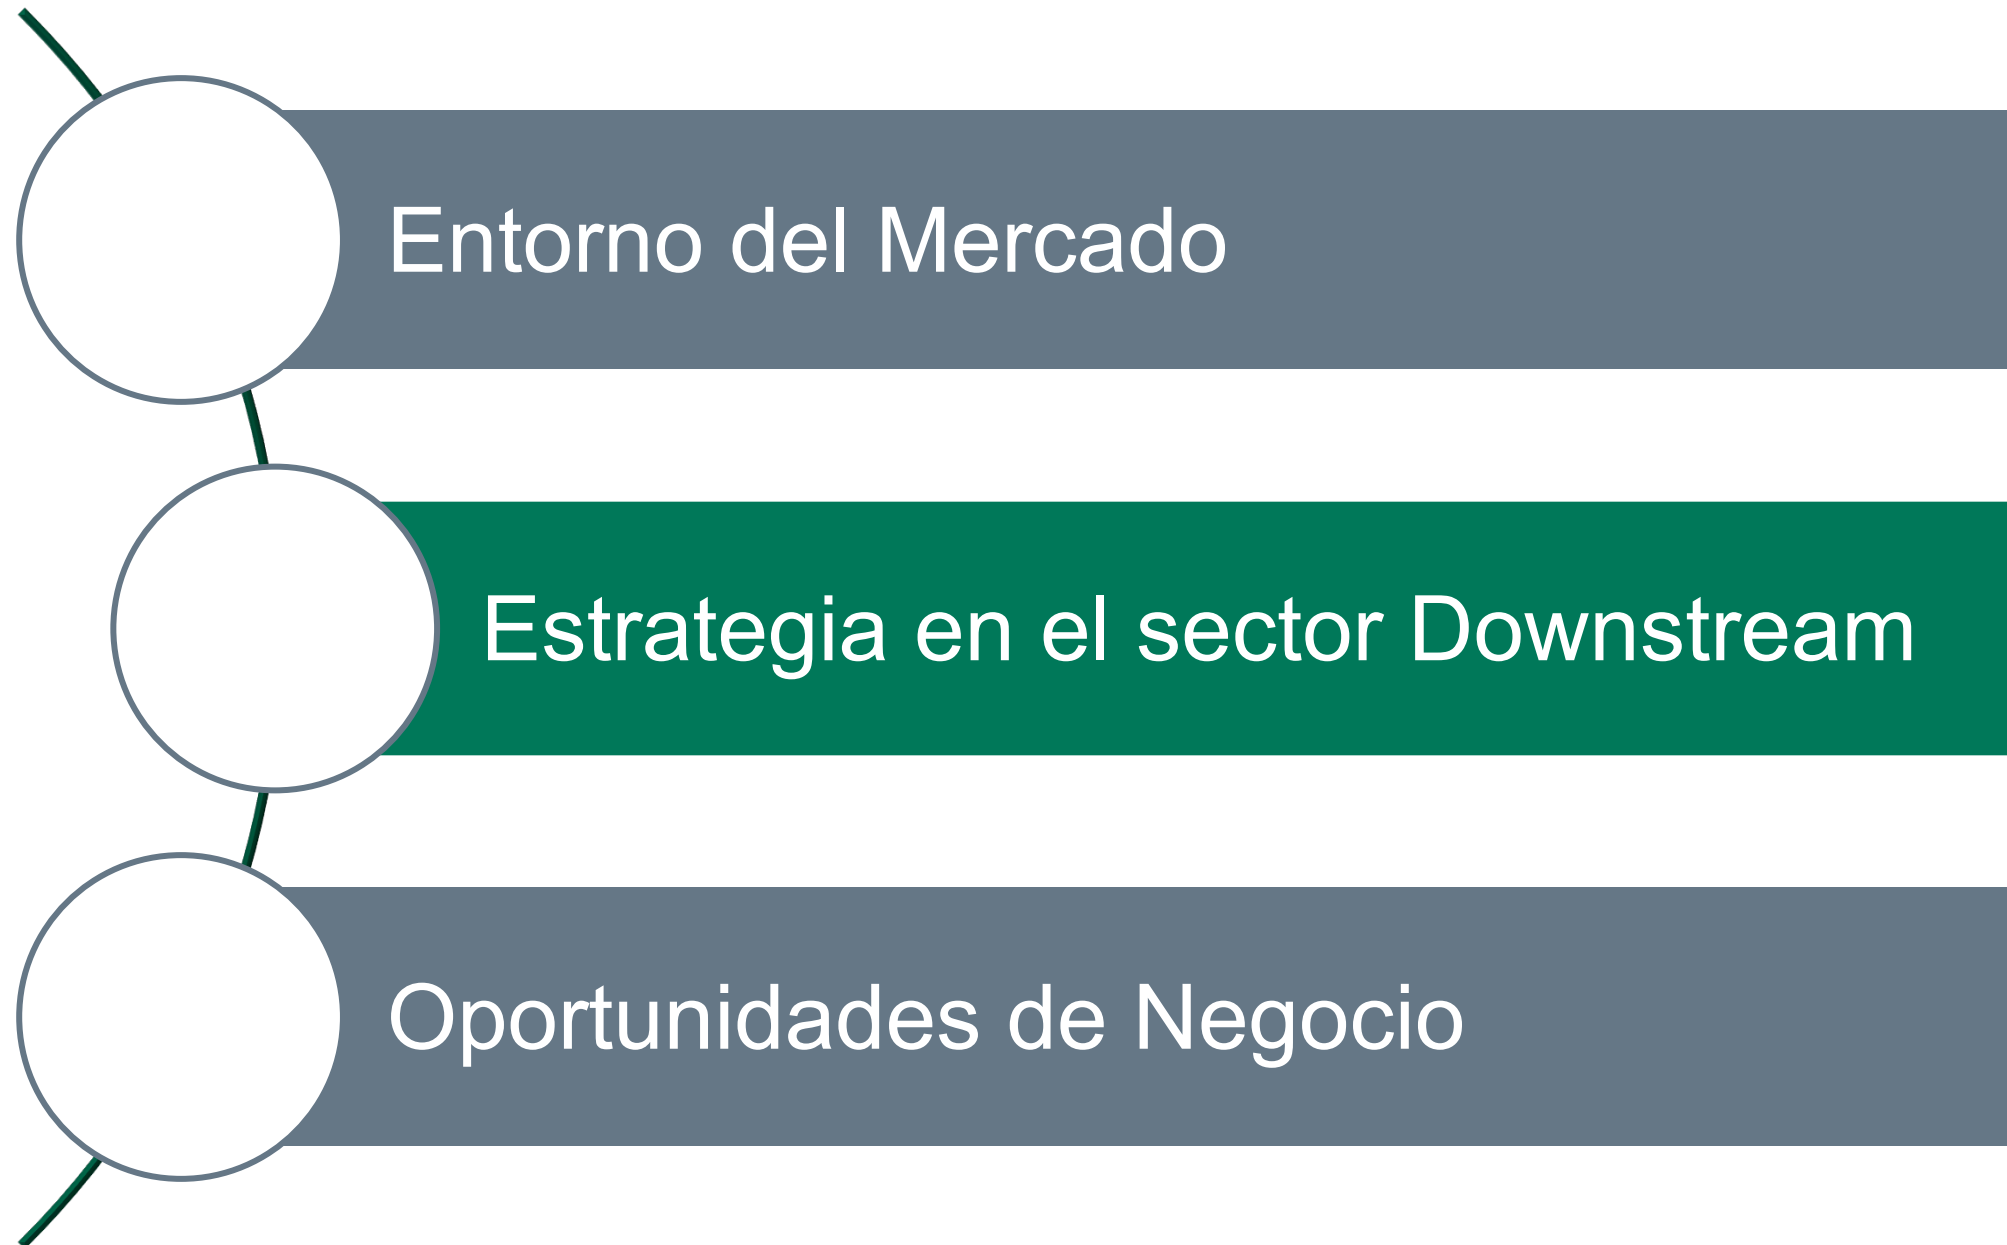 Entorno del Mercado
Estrategia en el sector Downstream
Oportunidades de Negocio